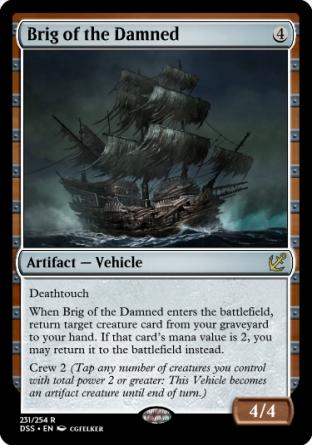 Brig of the Damned 4
Artifact — Vehicle
Deathtouch
When Brig of the Damned enters the battlefield,
return target creature card from your graveyard
to your hand. If that card's mana value is 2, you
may return it to the battlefield instead.
Crew 2 (Tap any number of creatures you control
with total power 2 or greater: This Vehicle becomes
an artifact creature until end of turn.)
4/4
231/254 R
DSS • EN CGFELKER